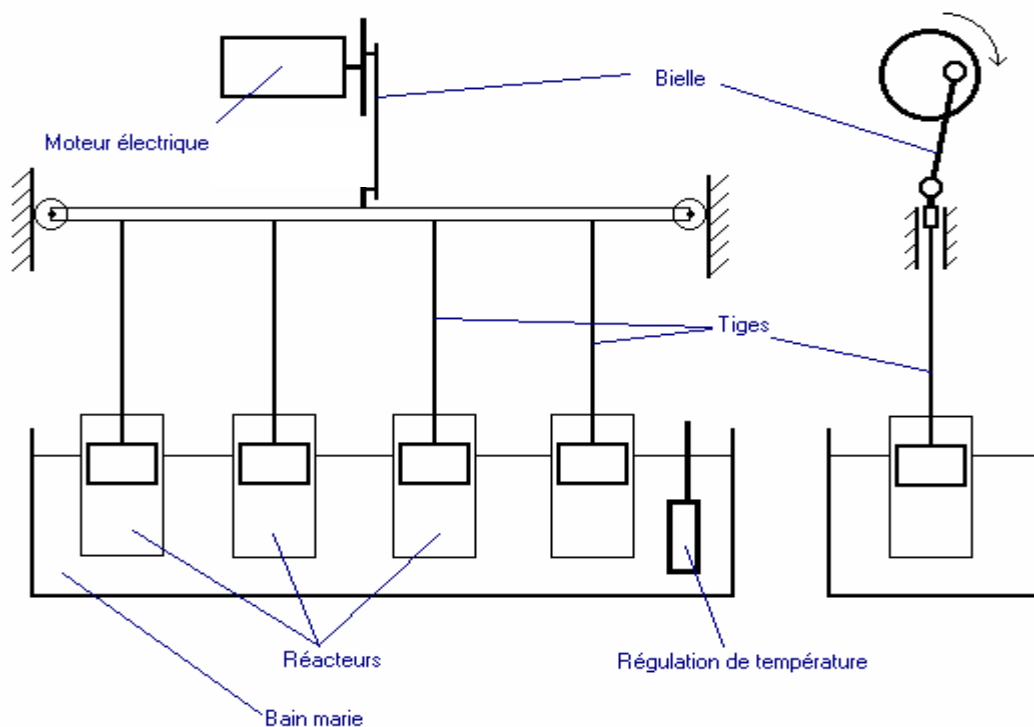 Bielle
Moteur électrique
Tiges
Réacteurs
Régulation de température
Bain marie